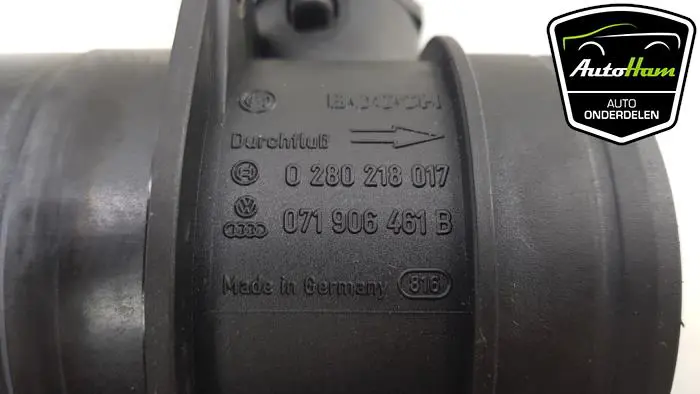 AutoHam
AUTO
ONDERDELEN
BOSCH
Durchfluß
0 280 218 017
071 906 461 B
Made in Germany 816